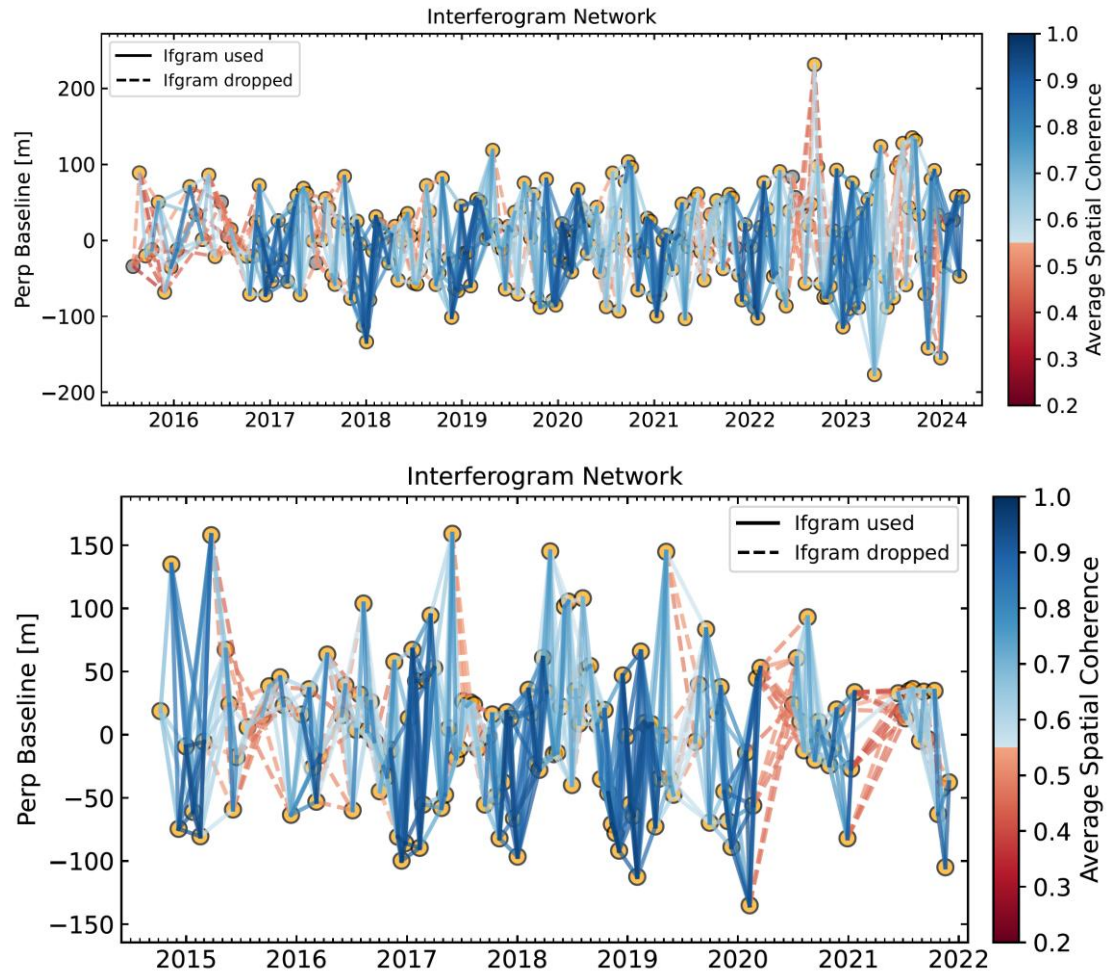 Interferogram Network
Ifgram used
Ifgram dropped
Perp Baseline [m]
200
100
0
−100
−200
2016 2017 2018 2019 2020 2021 2022 2023 2024
1.0
0.9
0.8
0.7
0.6
0.5
0.4
0.3
0.2
Average Spatial Coherence
Interferogram Network
Ifgram used
Ifgram dropped
Perp Baseline [m]
150
100
50
0
−50
−100
−150
2015 2016 2017 2018 2019 2020 2021 2022
1.0
0.9
0.8
0.7
0.6
0.5
0.4
0.3
0.2
Average Spatial Coherence